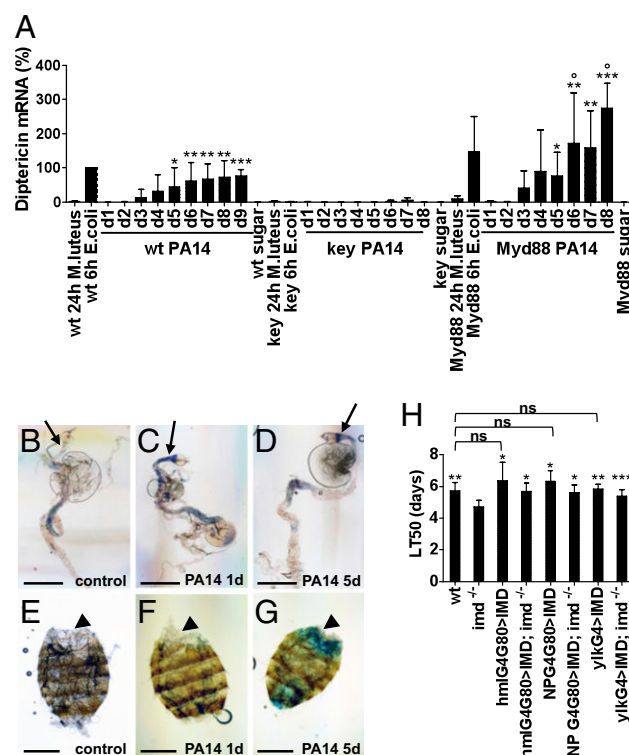 A
Diptericin mRNA (%)
400
300
200
100
0
* ** ** ** *** * ** ** ***
° °
wt 24h M.luteus
wt 6h E.coli
d1 d2 d3 d4 d5 d6 d7 d8 d9
wt PA14
wt sugar
key 24h M.luteus
key 6h E.coli
d1 d2 d3 d4 d5 d6 d7 d8
key PA14
key sugar
Myd88 24h M.luteus
Myd88 6h E.coli
d1 d2 d3 d4 d5 d6 d7 d8
Myd88 PA14
Myd88 sugar
B
control
C
PA14 1d
D
PA14 5d
E
control
F
PA14 1d
G
PA14 5d
H
ns
ns
ns
LT50 (days)
8
6
4
2
0
** * * * * ** ***
wt
imd -/-
hmlG4G80>IMD
hmlG4G80>IMD; imd -/-
NPG4G80>IMD
NP G4G80>IMD; imd -/-
ylkG4>IMD
ylkG4>IMD; imd -/-